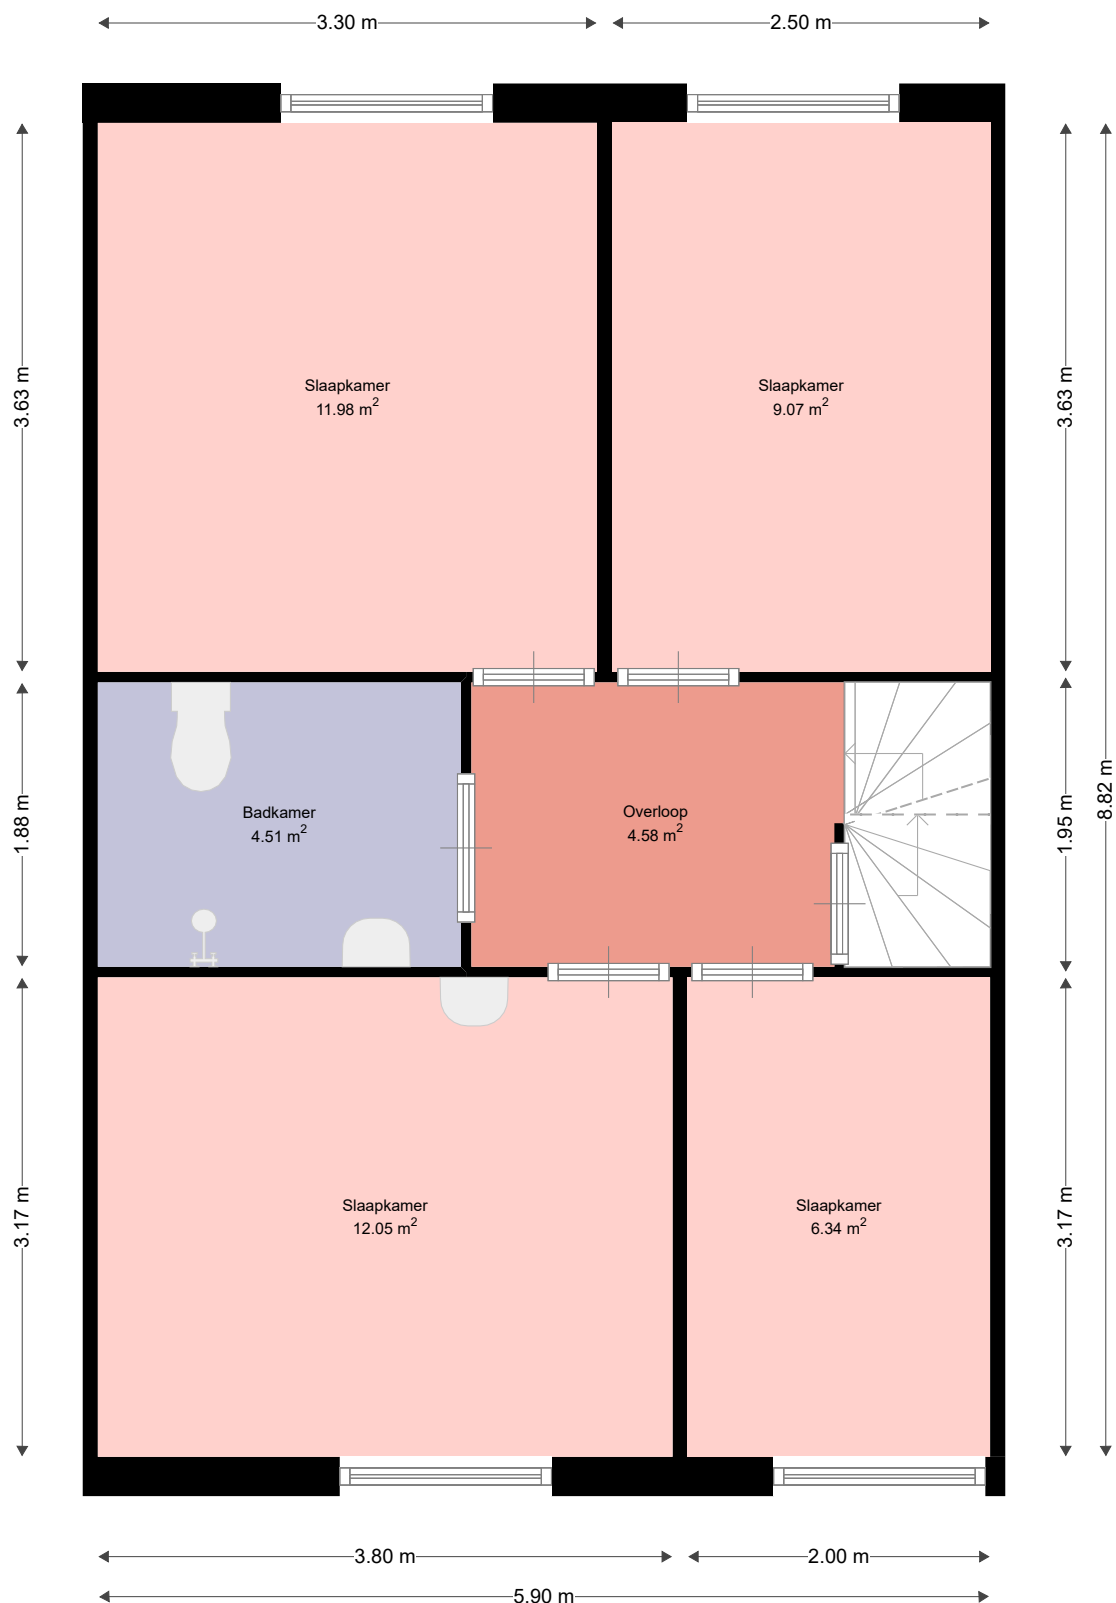 3.30 m
2.50 m
3.63 m
3.63 m
Slaapkamer
11.98 m²
Slaapkamer
9.07 m²
1.88 m
1.95 m
8.82 m
Badkamer
4.51 m²
Overloop
4.58 m²
3.17 m
3.17 m
Slaapkamer
12.05 m²
Slaapkamer
6.34 m²
3.80 m
2.00 m
5.90 m